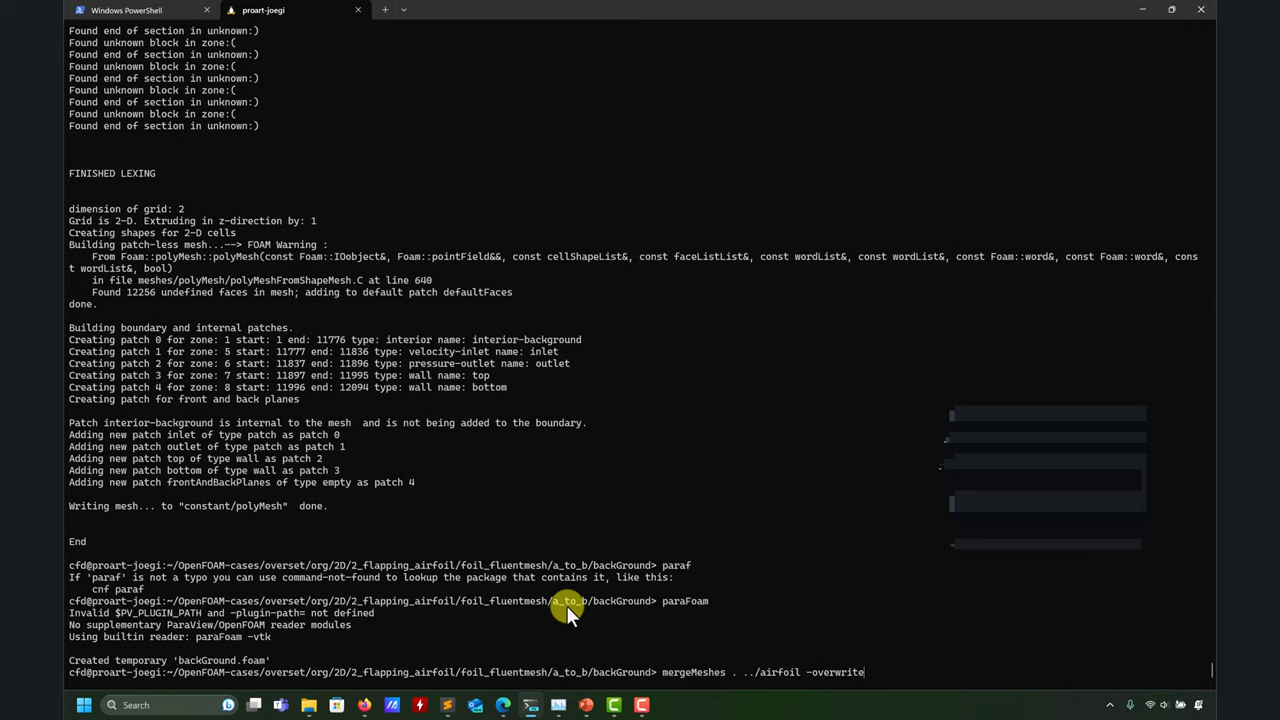 Windows PowerShell
proart-joegi
Found end of section in unknown:)
Found unknown block in zone:(
Found end of section in unknown:)
Found unknown block in zone:(
Found end of section in unknown:)
Found unknown block in zone:(
Found end of section in unknown:)
Found unknown block in zone:(
Found end of section in unknown:)
FINISHED LEXING
dimension of grid: 2
Grid is 2-D. Extruding in z-direction by: 1
Creating shapes for 2-D cells
Building patch-less mesh...--> FOAM Warning :
From Foam::polyMesh::polyMesh(const Foam::IOobject&, Foam::pointField&&, const cellShapeList&, const faceListList&, const wordList&, const wordList&, const Foam::word&, const Foam::word&, cons
t wordList&, bool)
in file meshes/polyMesh/polyMeshFromShapeMesh.C at line 640
Found 12256 undefined faces in mesh; adding to default patch defaultFaces
done.
Building boundary and internal patches.
Creating patch 0 for zone: 1 start: 1 end: 11776 type: interior name: interior-background
Creating patch 1 for zone: 5 start: 11777 end: 11836 type: velocity-inlet name: inlet
Creating patch 2 for zone: 6 start: 11837 end: 11896 type: pressure-outlet name: outlet
Creating patch 3 for zone: 7 start: 11897 end: 11995 type: wall name: top
Creating patch 4 for zone: 8 start: 11996 end: 12094 type: wall name: bottom
Creating patch for front and back planes
Patch interior-background is internal to the mesh  and is not being added to the boundary.
Adding new patch inlet of type patch as patch 0
Adding new patch outlet of type patch as patch 1
Adding new patch top of type wall as patch 2
Adding new patch bottom of type wall as patch 3
Adding new patch frontAndBackPlanes of type empty as patch 4
Writing mesh... to "constant/polyMesh"  done.
End
cfd@proart-joegi:~/OpenFOAM-cases/overset/org/2D/2_flapping_airfoil/foil_fluentmesh/a_to_b/backGround> paraf
If 'paraf' is not a typo you can use command-not-found to lookup the package that contains it, like this:
cnf paraf
cfd@proart-joegi:~/OpenFOAM-cases/overset/org/2D/2_flapping_airfoil/foil_fluentmesh/a_to_b/backGround> paraFoam
Invalid $PV_PLUGIN_PATH and -plugin-path= not defined
No supplementary ParaView/OpenFOAM reader modules
Using builtin reader: paraFoam -vtk
Created temporary 'backGround.foam'
cfd@proart-joegi:~/OpenFOAM-cases/overset/org/2D/2_flapping_airfoil/foil_fluentmesh/a_to_b/backGround> mergeMeshes . ../airfoil -overwrite
Search